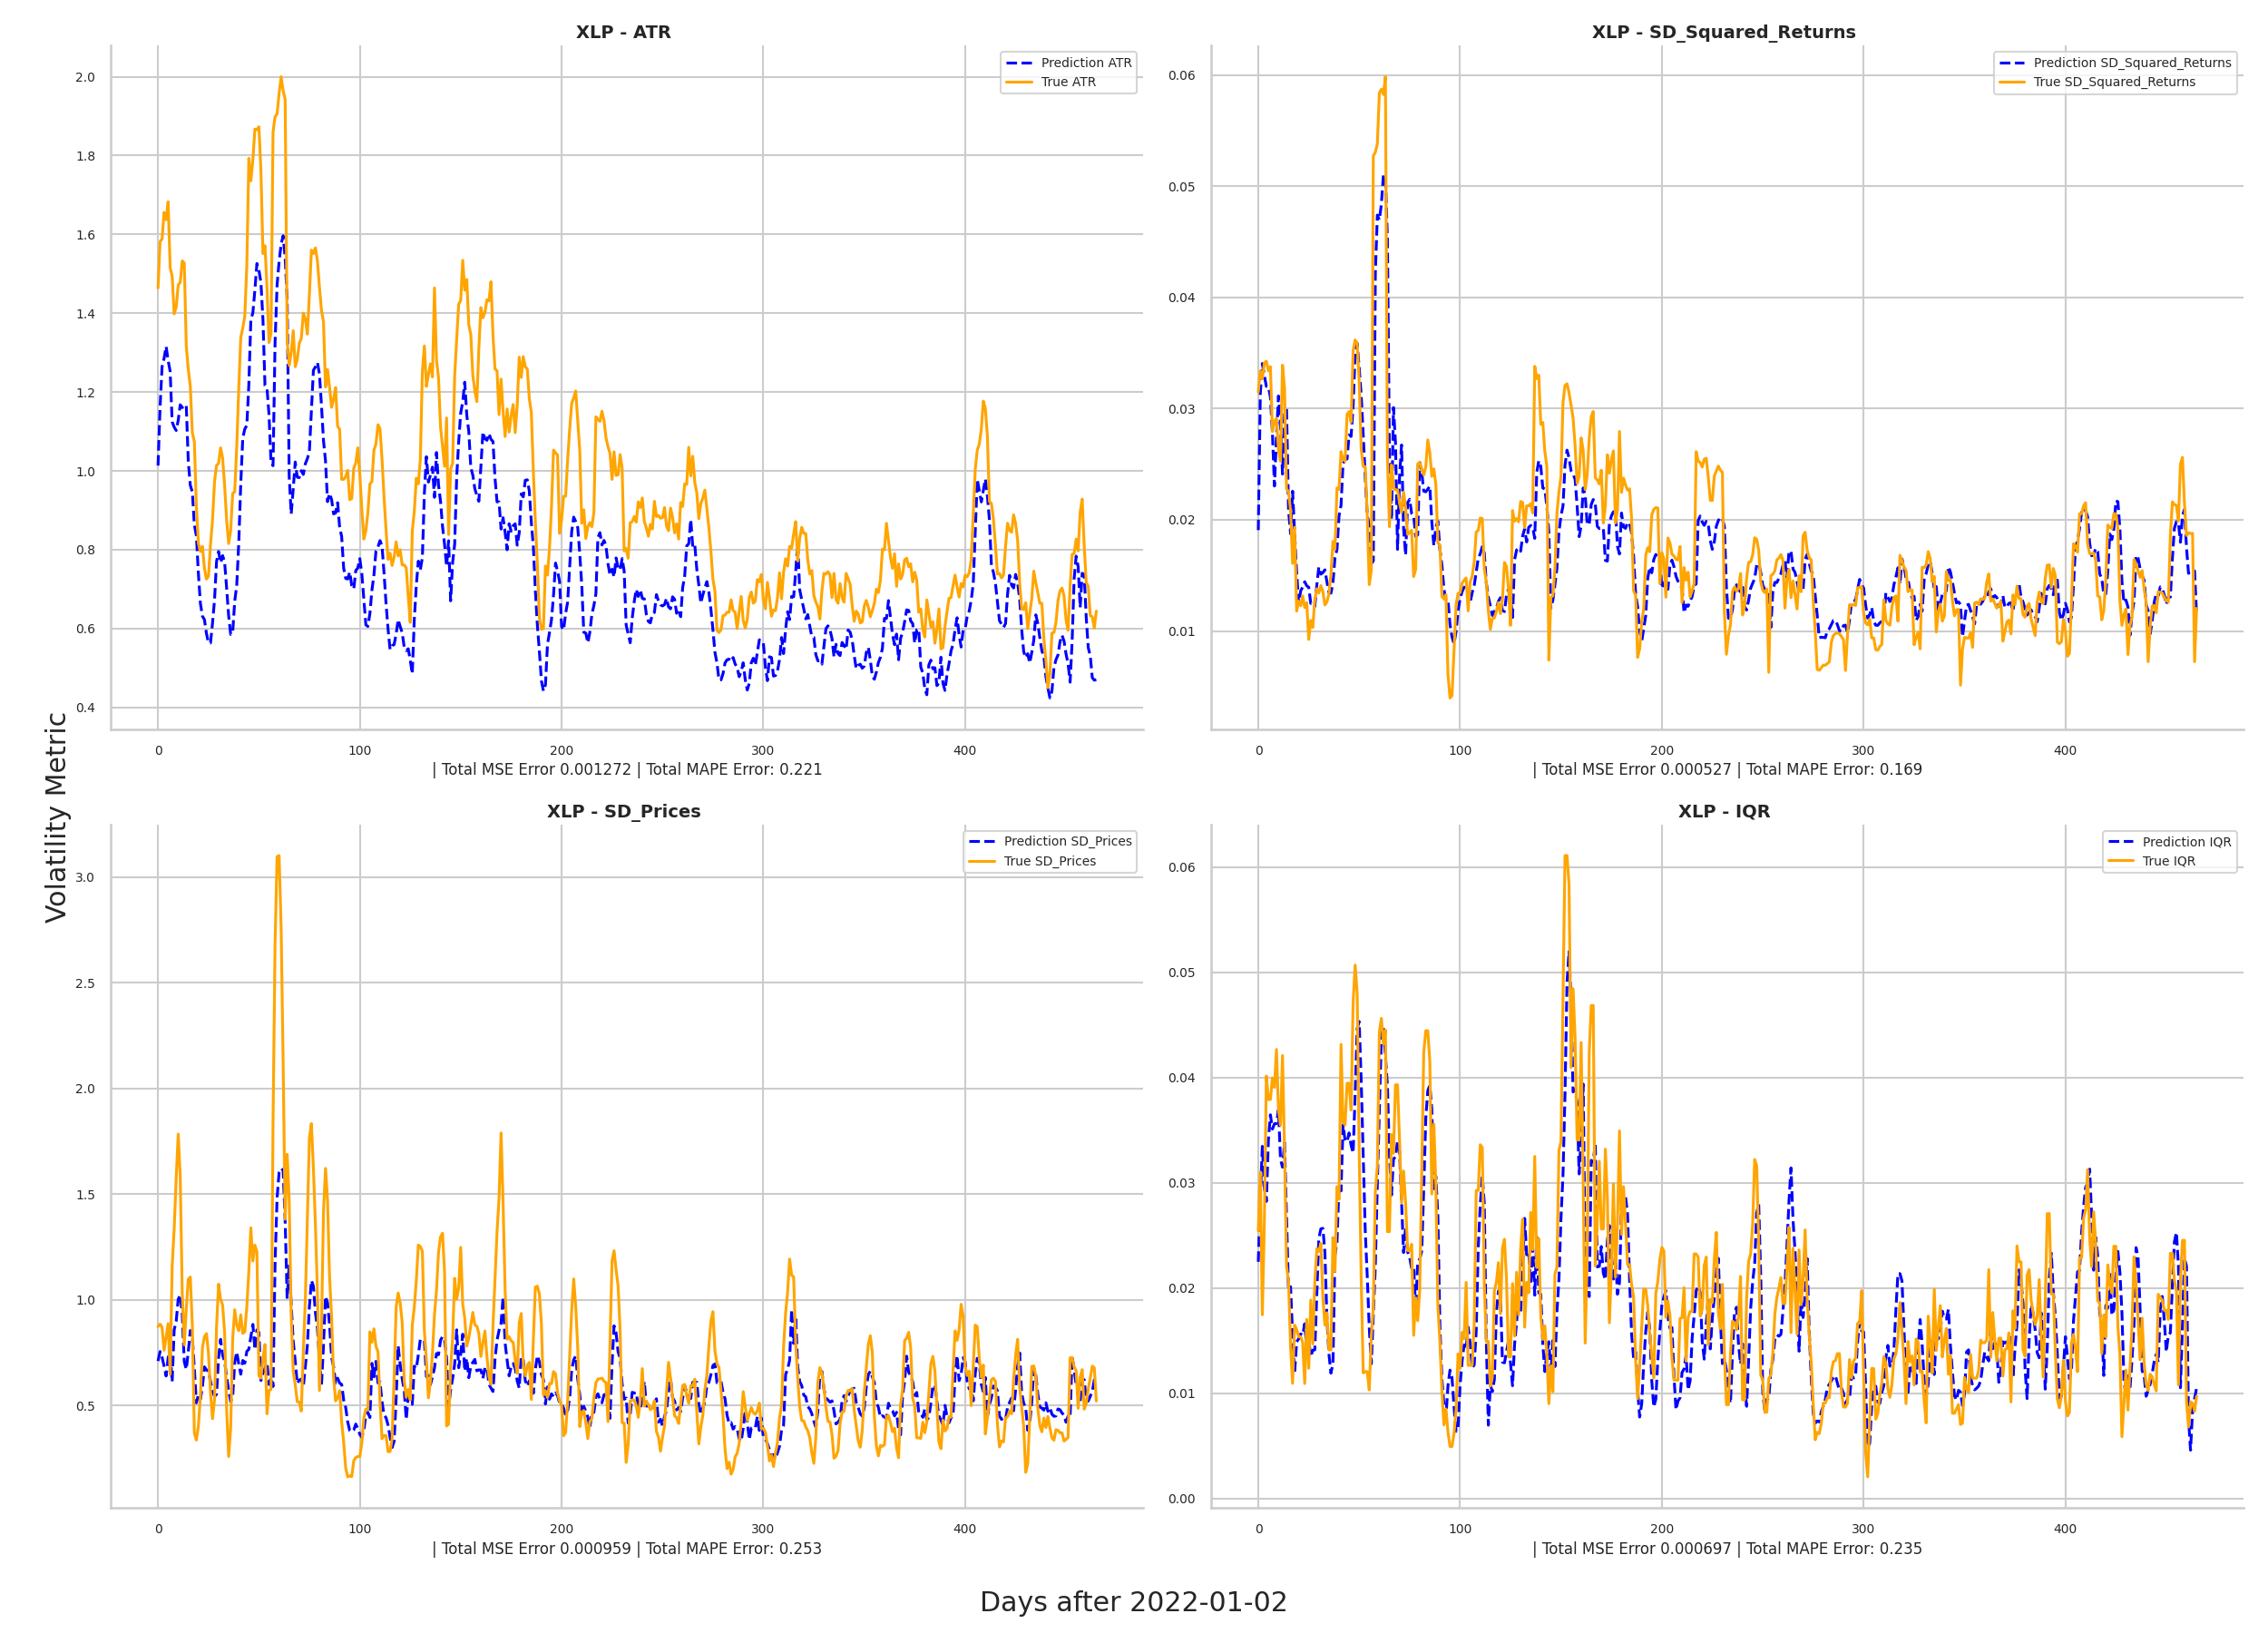 XLP - ATR
Prediction ATR
True ATR
2.0
1.8
1.6
1.4
1.2
1.0
0.8
0.6
0.4
0 100 200 300 400
| Total MSE Error 0.001272 | Total MAPE Error: 0.221
XLP - SD_Squared_Returns
Prediction SD_Squared_Returns
True SD_Squared_Returns
0.06
0.05
0.04
0.03
0.02
0.01
0 100 200 300 400
| Total MSE Error 0.000527 | Total MAPE Error: 0.169
Volatility Metric
XLP - SD_Prices
Prediction SD_Prices
True SD_Prices
3.0
2.5
2.0
1.5
1.0
0.5
0 100 200 300 400
| Total MSE Error 0.000959 | Total MAPE Error: 0.253
XLP - IQR
Prediction IQR
True IQR
0.06
0.05
0.04
0.03
0.02
0.01
0.00
0 100 200 300 400
| Total MSE Error 0.000697 | Total MAPE Error: 0.235
Days after 2022-01-02